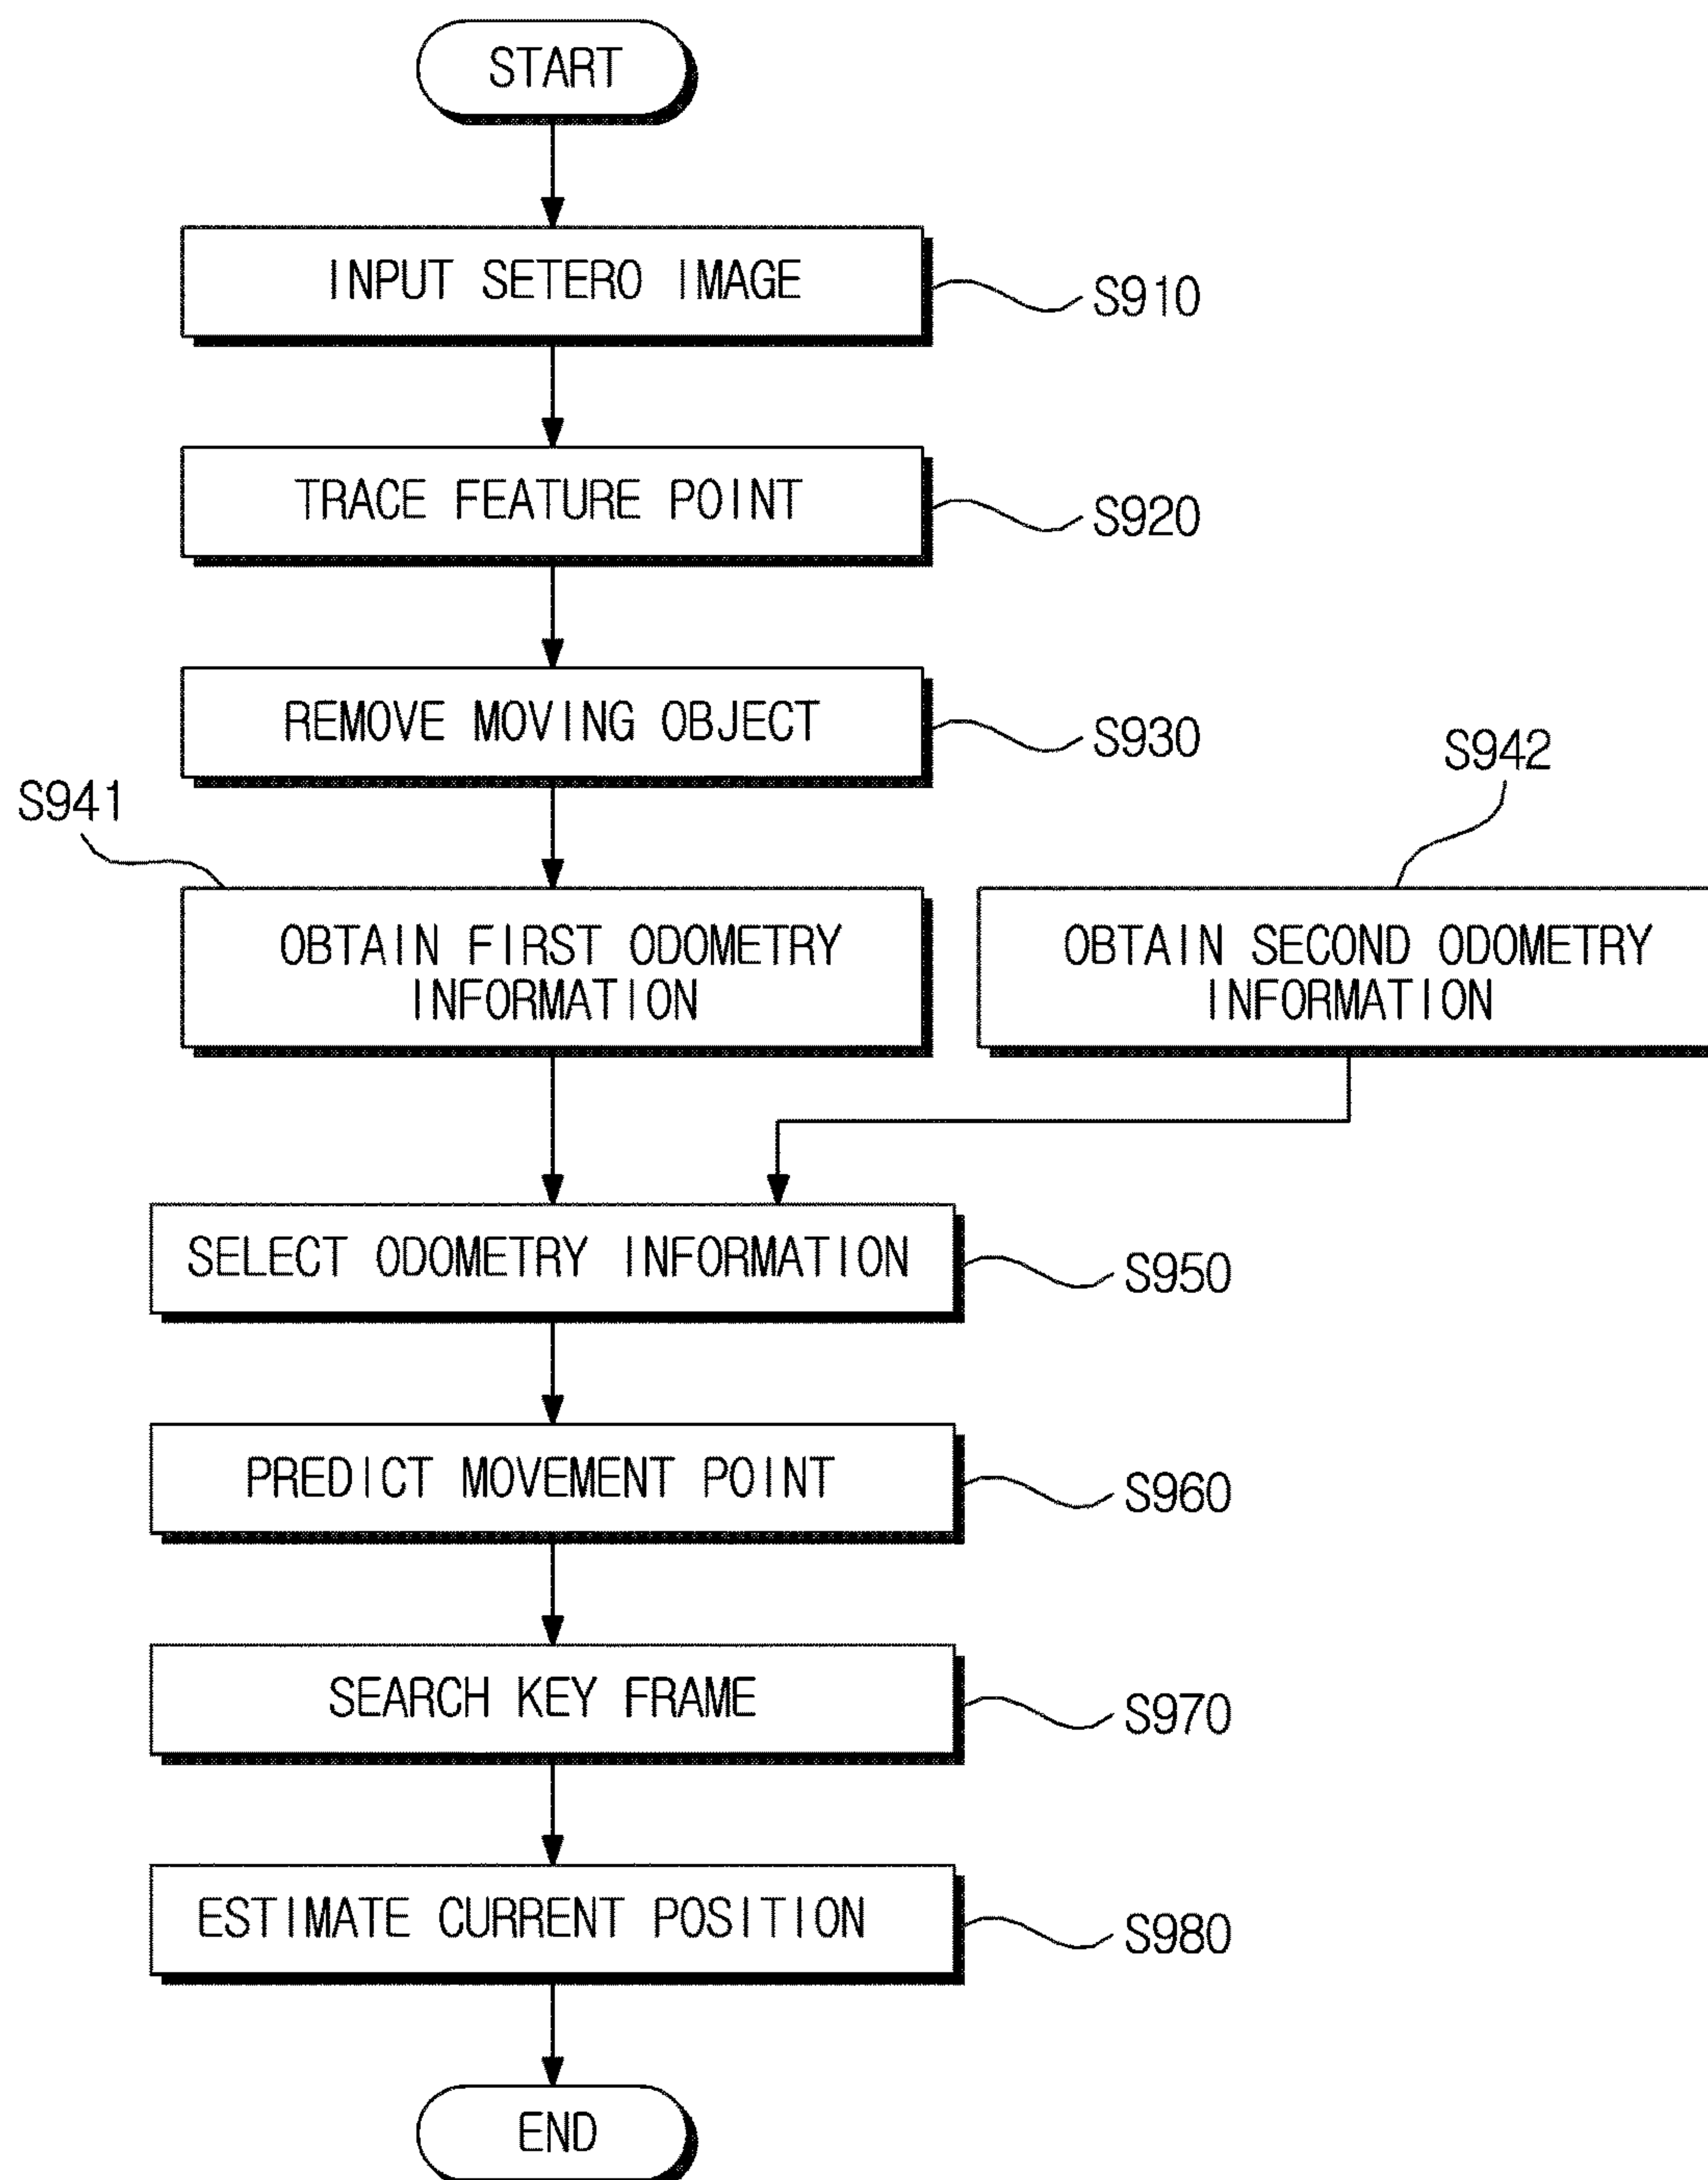 START
INPUT SETERO IMAGE
S910
TRACE FEATURE POINT
S920
REMOVE MOVING OBJECT
S930
S941
S942
OBTAIN FIRST ODOMETRY
INFORMATION
OBTAIN SECOND ODOMETRY
INFORMATION
SELECT ODOMETRY INFORMATION
S950
PREDICT MOVEMENT POINT
S960
SEARCH KEY FRAME
S970
ESTIMATE CURRENT POSITION
S980
END